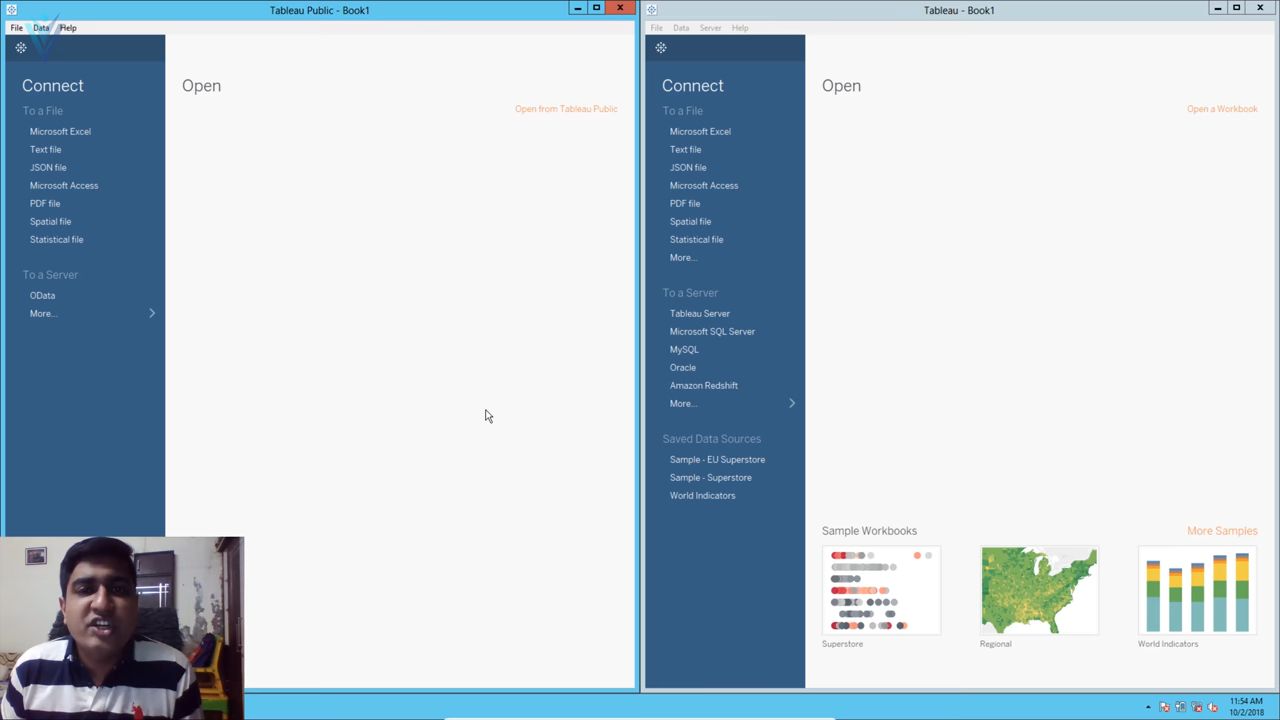 Tableau Public - Book1
File Data Help
Connect
To a File
Microsoft Excel
Text file
JSON file
Microsoft Access
PDF file
Spatial file
Statistical file
To a Server
OData
More...
Open
Open from Tableau Public
Tableau - Book1
File Data Server Help
Connect
To a File
Microsoft Excel
Text file
JSON file
Microsoft Access
PDF file
Spatial file
Statistical file
More...
To a Server
Tableau Server
Microsoft SQL Server
MySQL
Oracle
Amazon Redshift
More...
Saved Data Sources
Sample - EU Superstore
Sample - Superstore
World Indicators
Open
Open a Workbook
Sample Workbooks
More Samples
Superstore
Regional
World Indicators
11:54 AM
10/2/2018